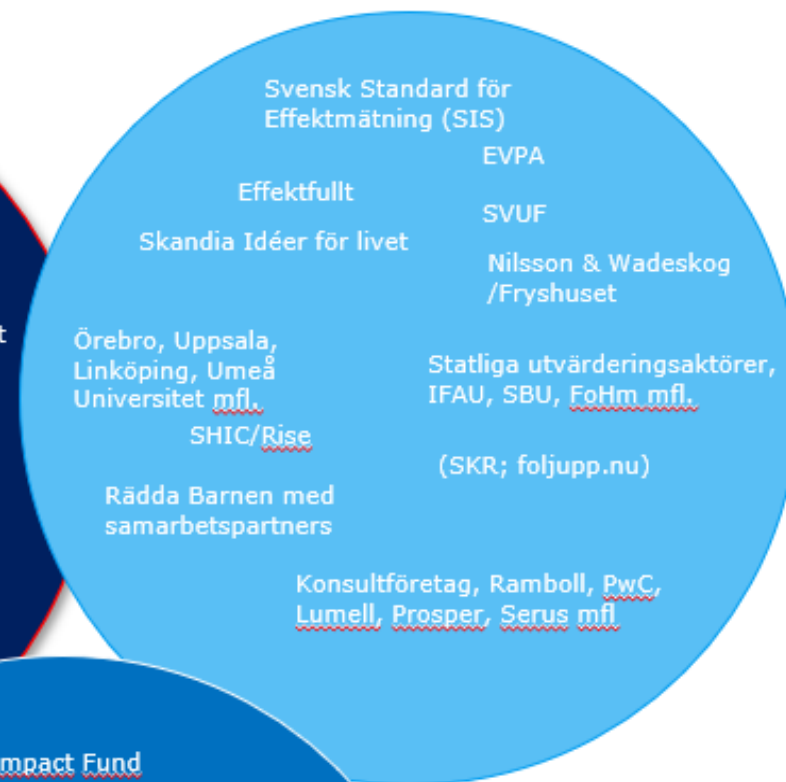 Svensk Standard för
Effektmätning (SIS)
EVPA
Effektfullt
SVUF
Skandia Idéer för livet
Nilsson & Wadeskog
/Fryshuset
t
Örebro, Uppsala,
Linköping, Umeå
Universitet mfl.
Statliga utvärderingsaktörer,
IFAU, SBU, FoHm mfl.
SHIC/Rise
(SKR; foljupp.nu)
Rädda Barnen med
samarbetspartners
Konsultföretag, Ramboll, PwC,
Lumell, Prosper, Serus mfl
mpact Fund